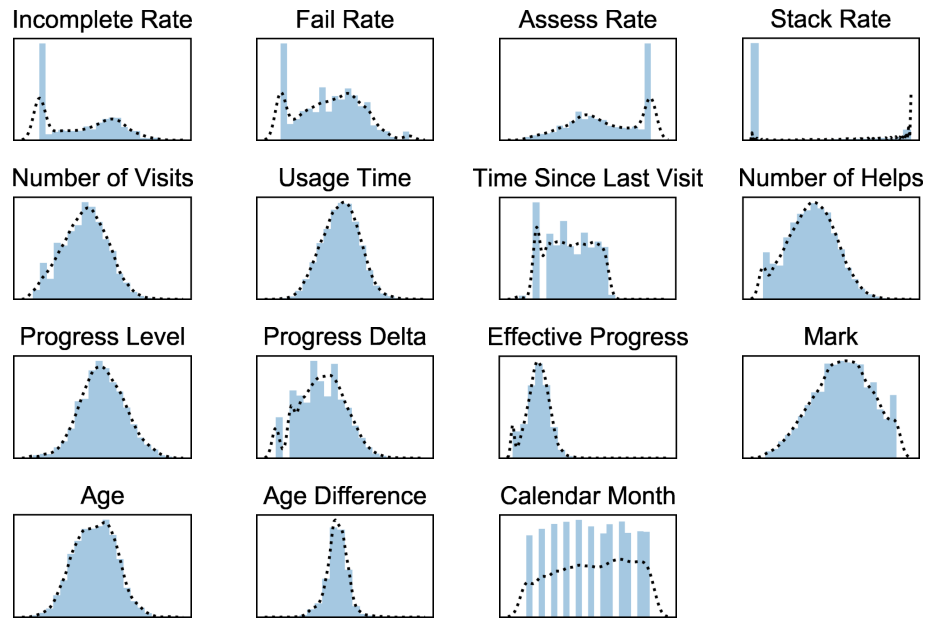 Incomplete Rate
Fail Rate
Assess Rate
Stack Rate
Number of Visits
Usage Time
Time Since Last Visit
Number of Helps
Progress Level
Progress Delta
Effective Progress
Mark
Age
Age Difference
Calendar Month